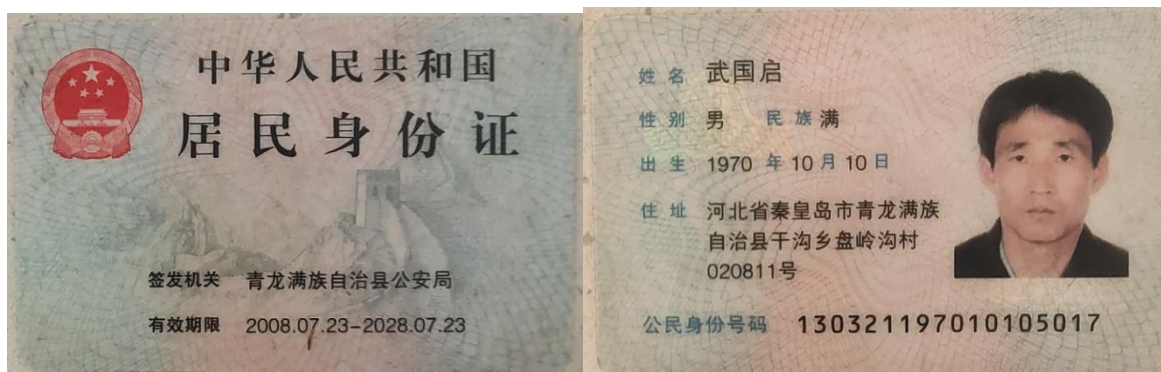 中华人民共和国
居民身份证
签发机关 青龙满族自治县公安局
有效期限 2008.07.23-2028.07.23
姓名 武国启
性别 男 民族 满
出生 1970 年 10 月 10 日
住址 河北省秦皇岛市青龙满族
自治县干沟乡盘岭沟村
020811号
公民身份号码 130321197010105017